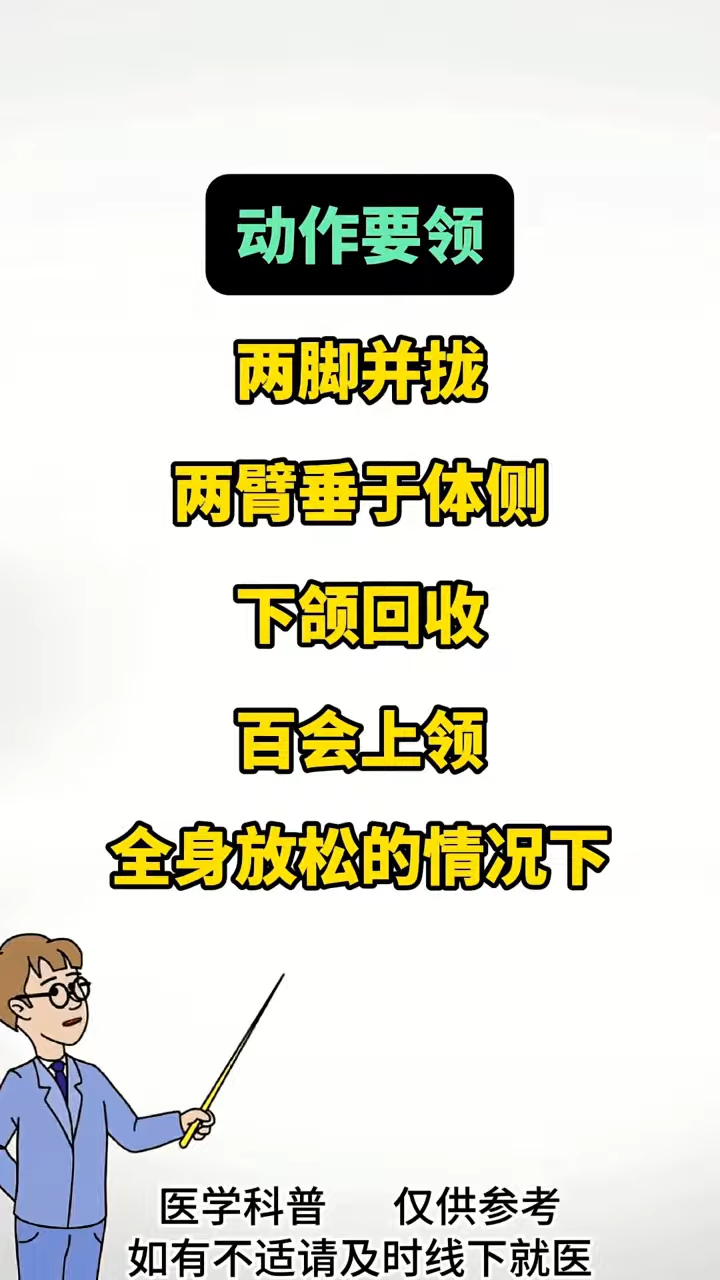 动作要领
两脚并拢
两臂垂于体侧
下颌回收
百会上领
全身放松的情况下
医学科普 仅供参考
如有不适请及时线下就医